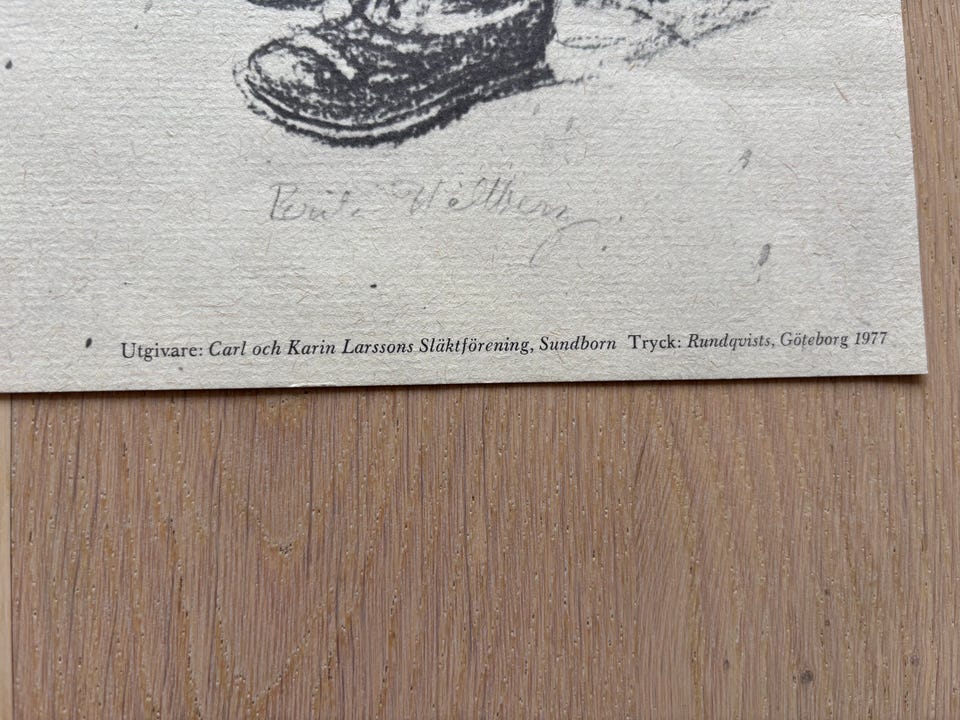 Utgivare: Carl och Karin Larssons Släktförening, Sundborn Tryck: Rundqvists, Göteborg 1977